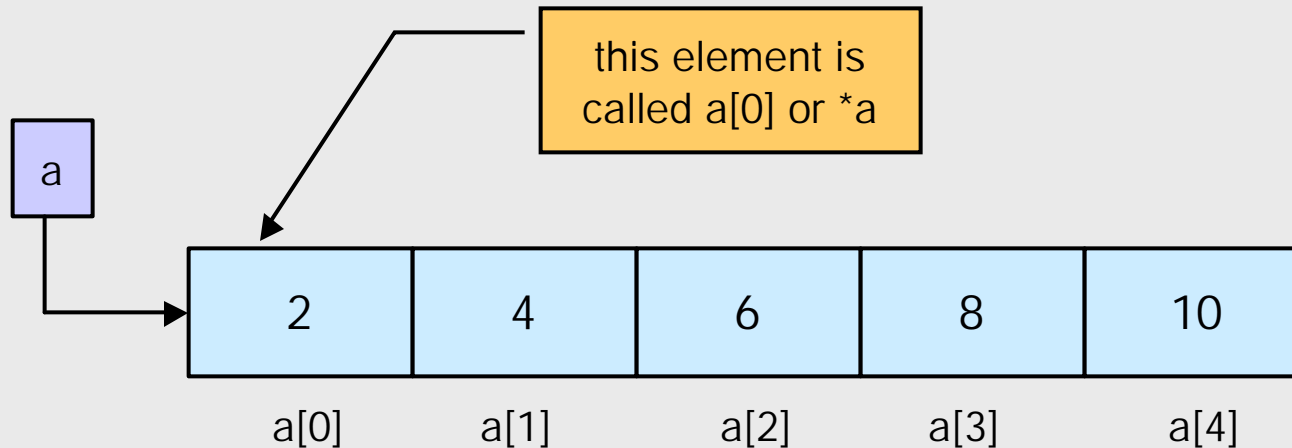 this element is
called a[0] or *a
a
2 4 6 8 10
a[0] a[1] a[2] a[3] a[4]